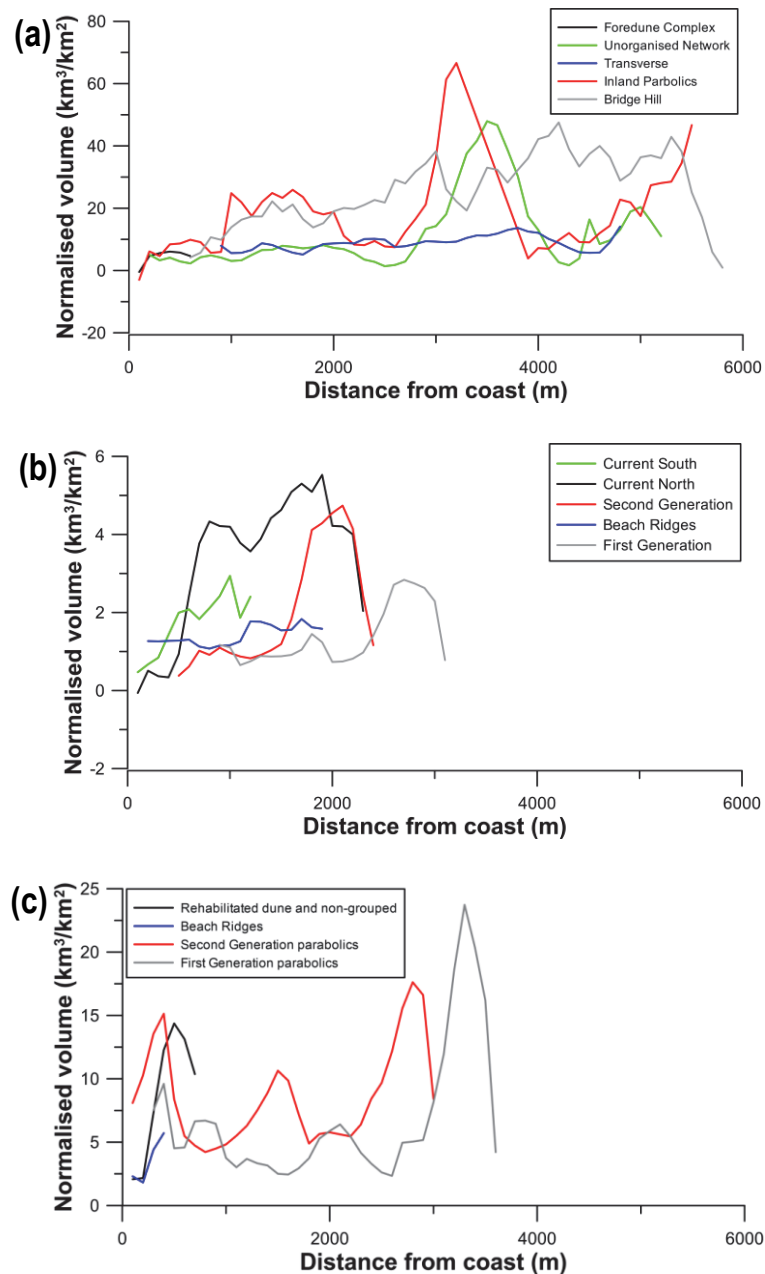 (a)
Normalised volume (km³/km²)
80
60
40
20
0
-20
Foredune Complex
Unorganised Network
Transverse
Inland Parbolics
Bridge Hill
0 2000 4000 6000
Distance from coast (m)
(b)
Normalised volume (km³/km²)
6
4
2
0
-2
Current South
Current North
Second Generation
Beach Ridges
First Generation
0 2000 4000 6000
Distance from coast (m)
(c)
Normalised volume (km³/km²)
25
20
15
10
5
0
Rehabilitated dune and non-grouped
Beach Ridges
Second Generation parabolics
First Generation parabolics
0 2000 4000 6000
Distance from coast (m)